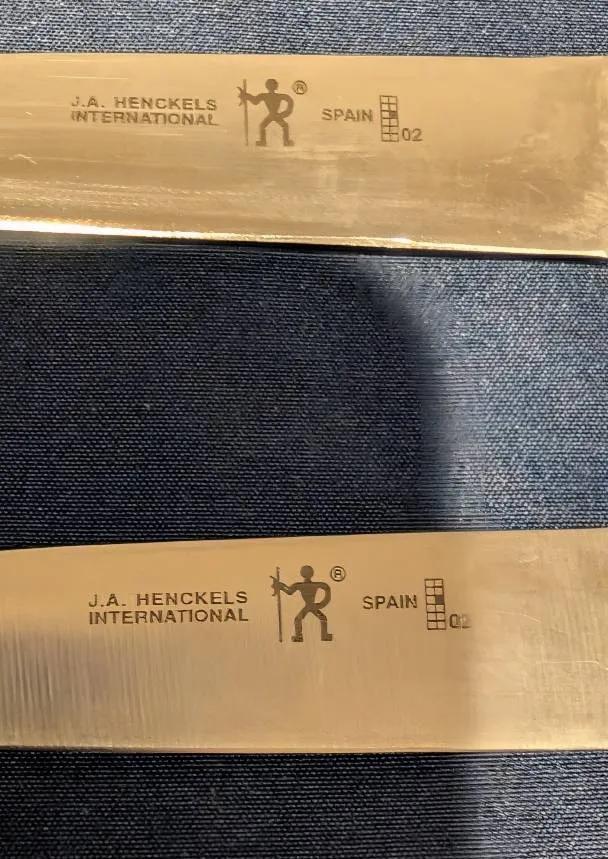 J.A. HENCKELS
INTERNATIONAL
®
SPAIN
02
J.A. HENCKELS
INTERNATIONAL
®
SPAIN
02